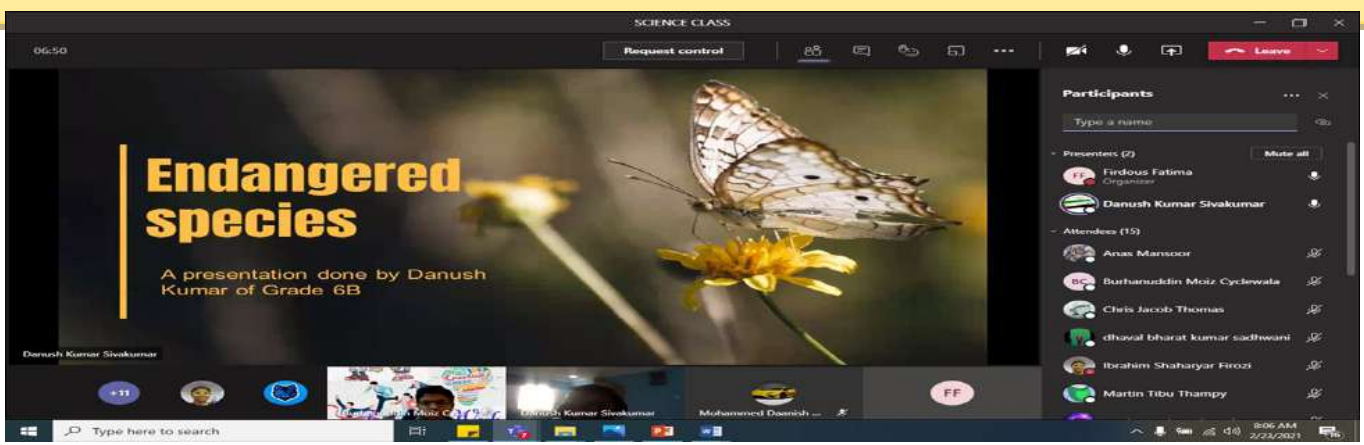 SCIENCE CLASS
06:50
Request control
Leave
Endangered
species
A presentation done by Danush
Kumar of Grade 6B
Danush Kumar Sivakumar
Participants
Type a name
Presenters (2)
Mute all
FF
Firdous Fatima
Organizer
Danush Kumar Sivakumar
Attendees (15)
Anas Mansoor
BC
Burhanuddin Moiz Cyclewala
Chris Jacob Thomas
dhaval bharat kumar sadhwani
Ibrahim Shaharyar Firozi
Martin Tibu Thampy
+11
Danush Kumar Sivakumar
Mohammed Daanish ...
FF
Type here to search
8:06 AM
2/23/2021